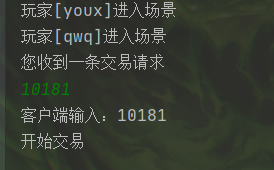 玩家[youx]进入场景
玩家[qwq]进入场景
您收到一条交易请求
10181
客户端输入：10181
开始交易